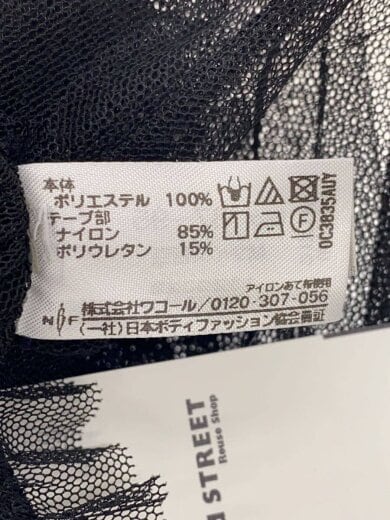 本体
ポリエステル 100%
テープ部
ナイロン 85%
ポリウレタン 15%
0C3835AUY
アイロンあて布使用
株式会社ワコール/0120-307-056
NBF
(一社)日本ボディファッション協会員証
STREET
Reuse Shop